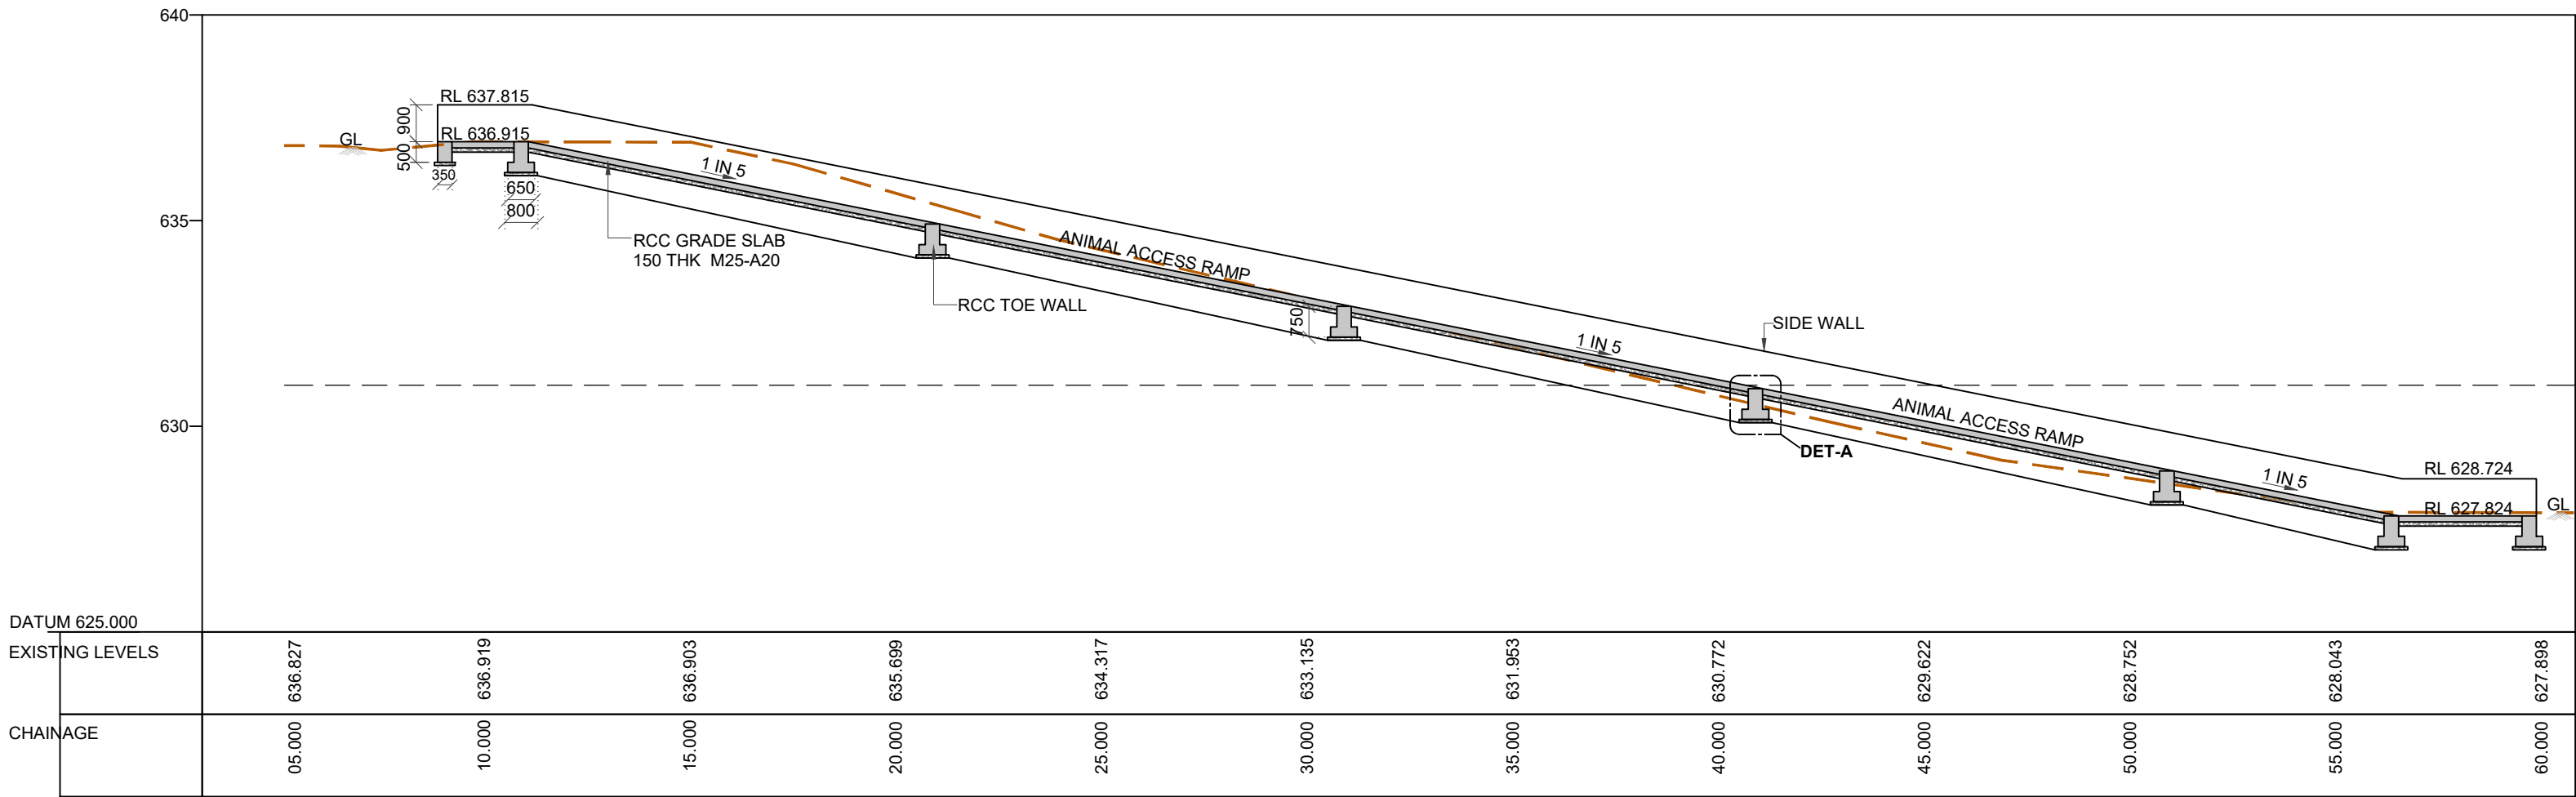 640
RL 637.815
900
GL
RL 636.915
500
350
1 IN 5
650
800
635
RCC GRADE SLAB
150 THK M25-A20
ANIMAL ACCESS RAMP
RCC TOE WALL
750
SIDE WALL
1 IN 5
630
ANIMAL ACCESS RAMP
DET-A
1 IN 5
RL 628.724
RL 627.824
GL
DATUM 625.000
EXISTING LEVELS
636.827
636.919
636.903
635.699
634.317
633.135
631.953
630.772
629.622
628.752
628.043
627.898
CHAINAGE
05.000
10.000
15.000
20.000
25.000
30.000
35.000
40.000
45.000
50.000
55.000
60.000